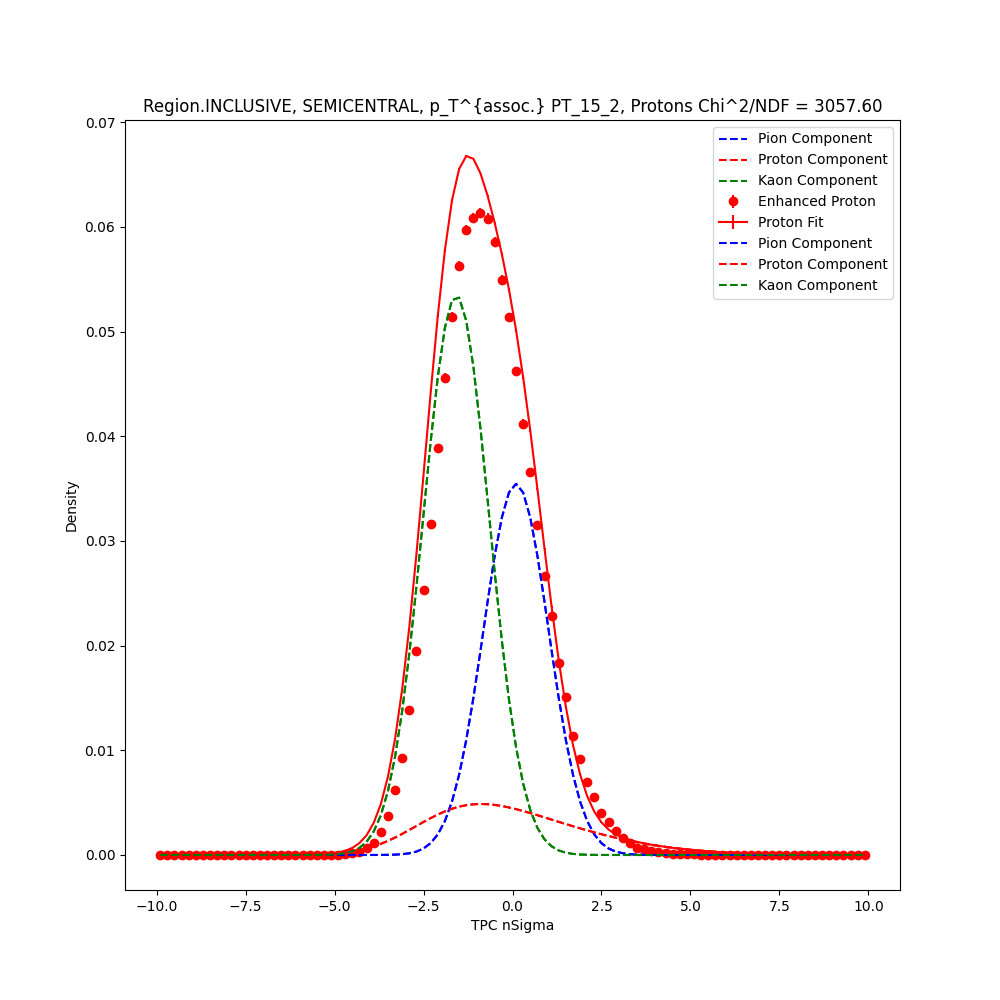 Region.INCLUSIVE, SEMICENTRAL, p_T^{assoc.} PT_15_2, Protons Chi^2/NDF = 3057.60
Pion Component
Proton Component
Kaon Component
Enhanced Proton
Proton Fit
Pion Component
Proton Component
Kaon Component
0.07
0.06
0.05
0.04
0.03
0.02
0.01
0.00
Density
−10.0 −7.5 −5.0 −2.5 0.0 2.5 5.0 7.5 10.0
TPC nSigma